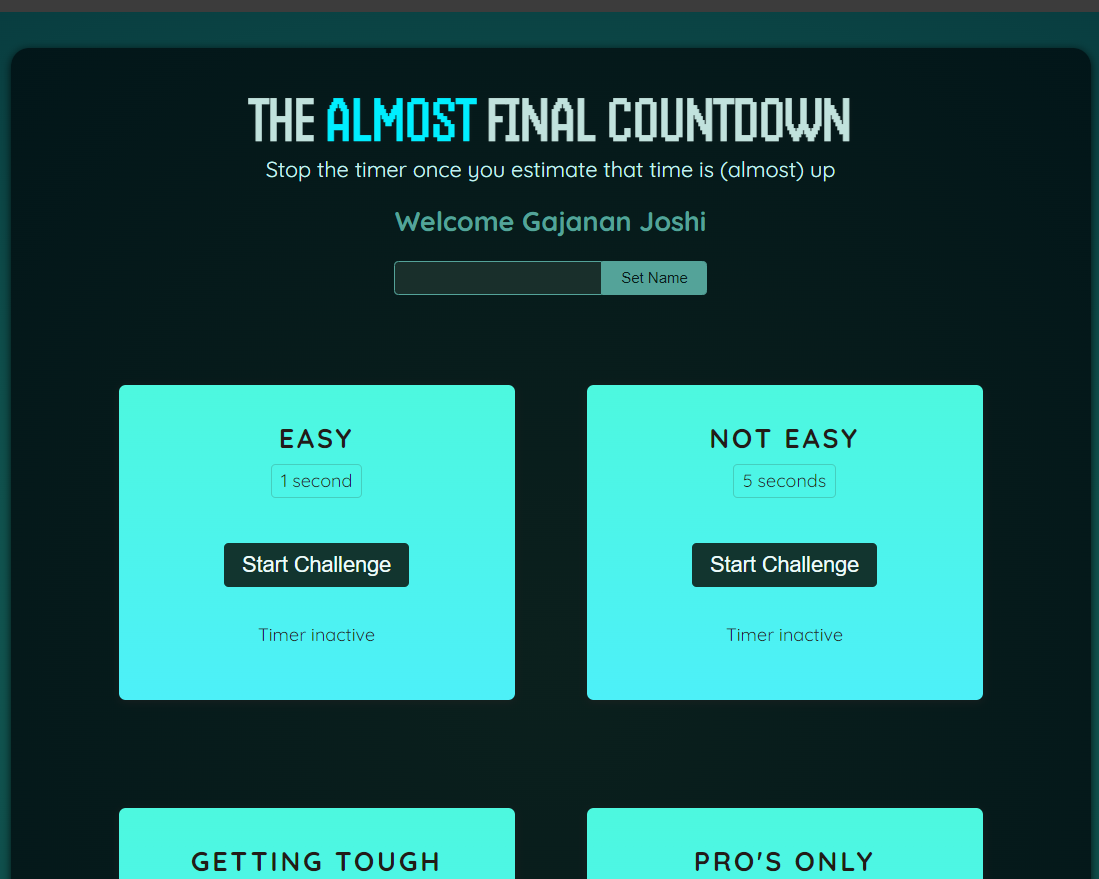 THE ALMOST FINAL COUNTDOWN
Stop the timer once you estimate that time is (almost) up
Welcome Gajanan Joshi
Set Name
EASY
1 second
Start Challenge
Timer inactive
NOT EASY
5 seconds
Start Challenge
Timer inactive
GETTING TOUGH
PRO'S ONLY